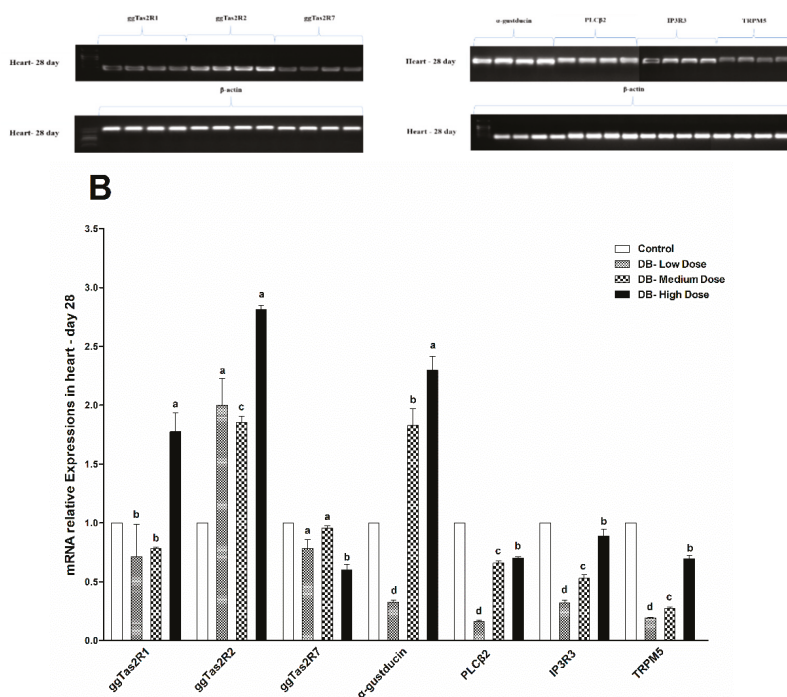 ggTas2R1 ggTas2R2 ggTas2R7
Heart- 28 day
β-actin
Heart- 28 day
α-gustducin PLCβ2 IP3R3 TRPM5
Heart - 28 day
β-actin
Heart - 28 day
B
mRNA relative Expressions in heart - day 28
3.5
3.0
2.5
2.0
1.5
1.0
0.5
0.0
Control
DB- Low Dose
DB- Medium Dose
DB- High Dose
b b a
a c a
a a b
d b a
d c b
d c b
d c b
ggTas2R1 ggTas2R2 ggTas2R7 α-gustducin PLCβ2 IP3R3 TRPM5